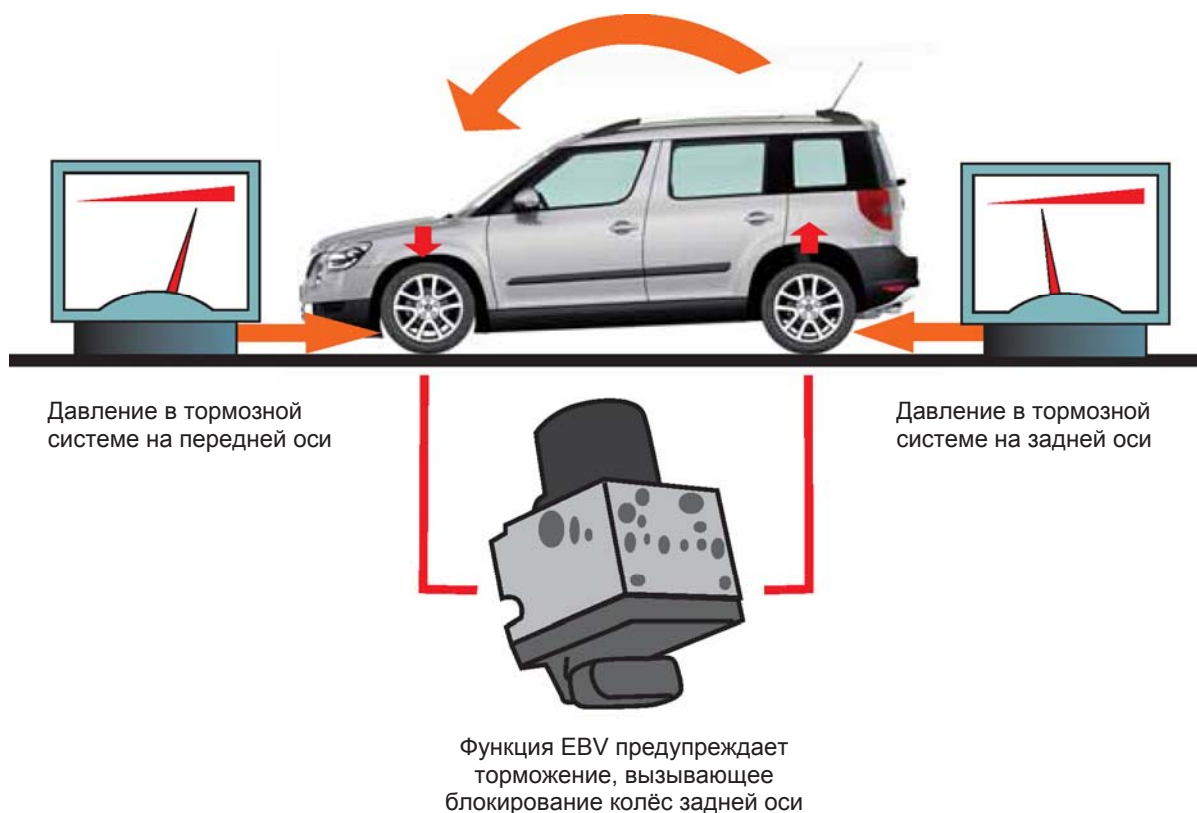 Давление в тормозной
системе на передней оси
Давление в тормозной
системе на задней оси
Функция EBV предупреждает
торможение, вызывающее
блокирование колёс задней оси